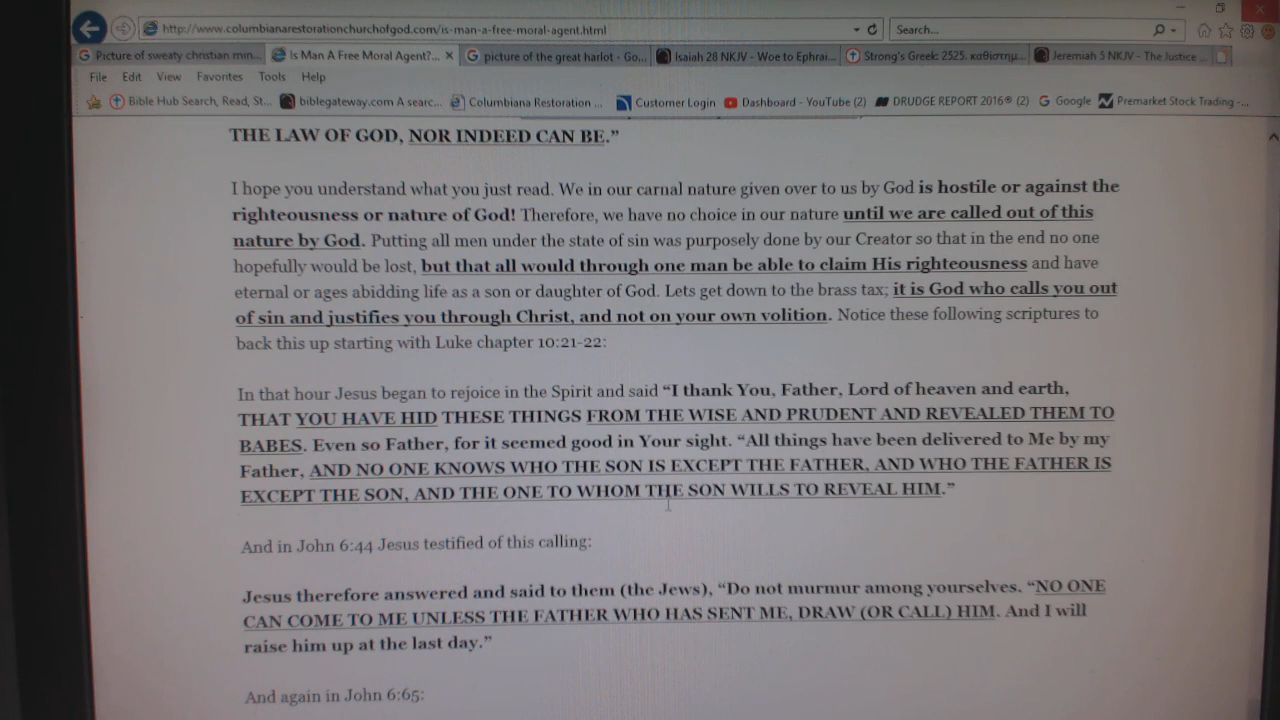 http://www.columbianarestorationchurchofgod.com/is-man-a-free-moral-agent.html
Search...
Picture of sweaty christian min...
Is Man A Free Moral Agent?...
picture of the great harlot - Go...
Isaiah 28 NKJV - Woe to Ephrai...
Strong's Greek: 2525. καθίστημ...
Jeremiah 5 NKJV - The Justice ...
File Edit View Favorites Tools Help
Bible Hub Search, Read, St...
biblegateway.com A searc...
Columbiana Restoration ...
Customer Login
Dashboard - YouTube (2)
DRUDGE REPORT 2016® (2)
Google
Premarket Stock Trading -...
THE LAW OF GOD, NOR INDEED CAN BE.”
I hope you understand what you just read. We in our carnal nature given over to us by God is hostile or against the
righteousness or nature of God! Therefore, we have no choice in our nature until we are called out of this
nature by God. Putting all men under the state of sin was purposely done by our Creator so that in the end no one
hopefully would be lost, but that all would through one man be able to claim His righteousness and have
eternal or ages abidding life as a son or daughter of God. Lets get down to the brass tax; it is God who calls you out
of sin and justifies you through Christ, and not on your own volition. Notice these following scriptures to
back this up starting with Luke chapter 10:21-22:
In that hour Jesus began to rejoice in the Spirit and said “I thank You, Father, Lord of heaven and earth,
THAT YOU HAVE HID THESE THINGS FROM THE WISE AND PRUDENT AND REVEALED THEM TO
BABES. Even so Father, for it seemed good in Your sight. “All things have been delivered to Me by my
Father, AND NO ONE KNOWS WHO THE SON IS EXCEPT THE FATHER, AND WHO THE FATHER IS
EXCEPT THE SON, AND THE ONE TO WHOM THE SON WILLS TO REVEAL HIM.”
And in John 6:44 Jesus testified of this calling:
Jesus therefore answered and said to them (the Jews), “Do not murmur among yourselves. “NO ONE
CAN COME TO ME UNLESS THE FATHER WHO HAS SENT ME, DRAW (OR CALL) HIM. And I will
raise him up at the last day.”
And again in John 6:65: